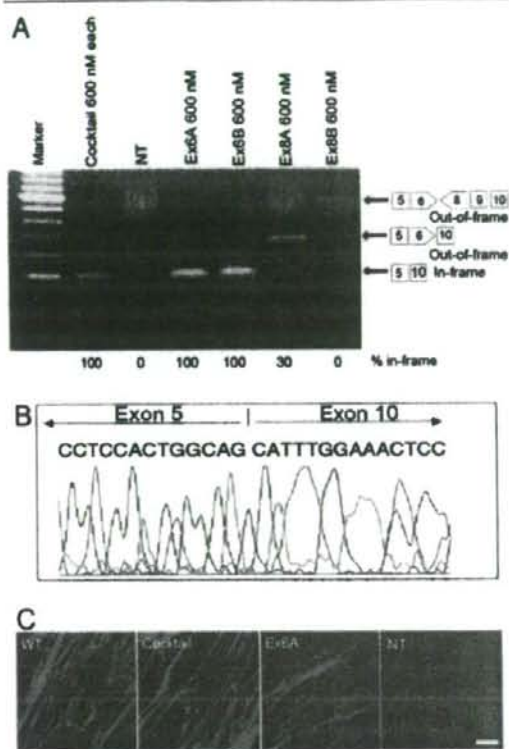 A
Marker
Cocktail 600 nM each
NT
Ex6A 600 nM
Ex6B 600 nM
Ex8A 600 nM
Ex8B 600 nM
5 6 8 9 10
Out-of-frame
5 6 10
Out-of-frame
5 10 In-frame
100 0 100 100 30 0 % in-frame
B
Exon 5 Exon 10
CCTCCACTGGCAG CATTTGGAAACTCC
C
WT Cocktail Ex6A NT